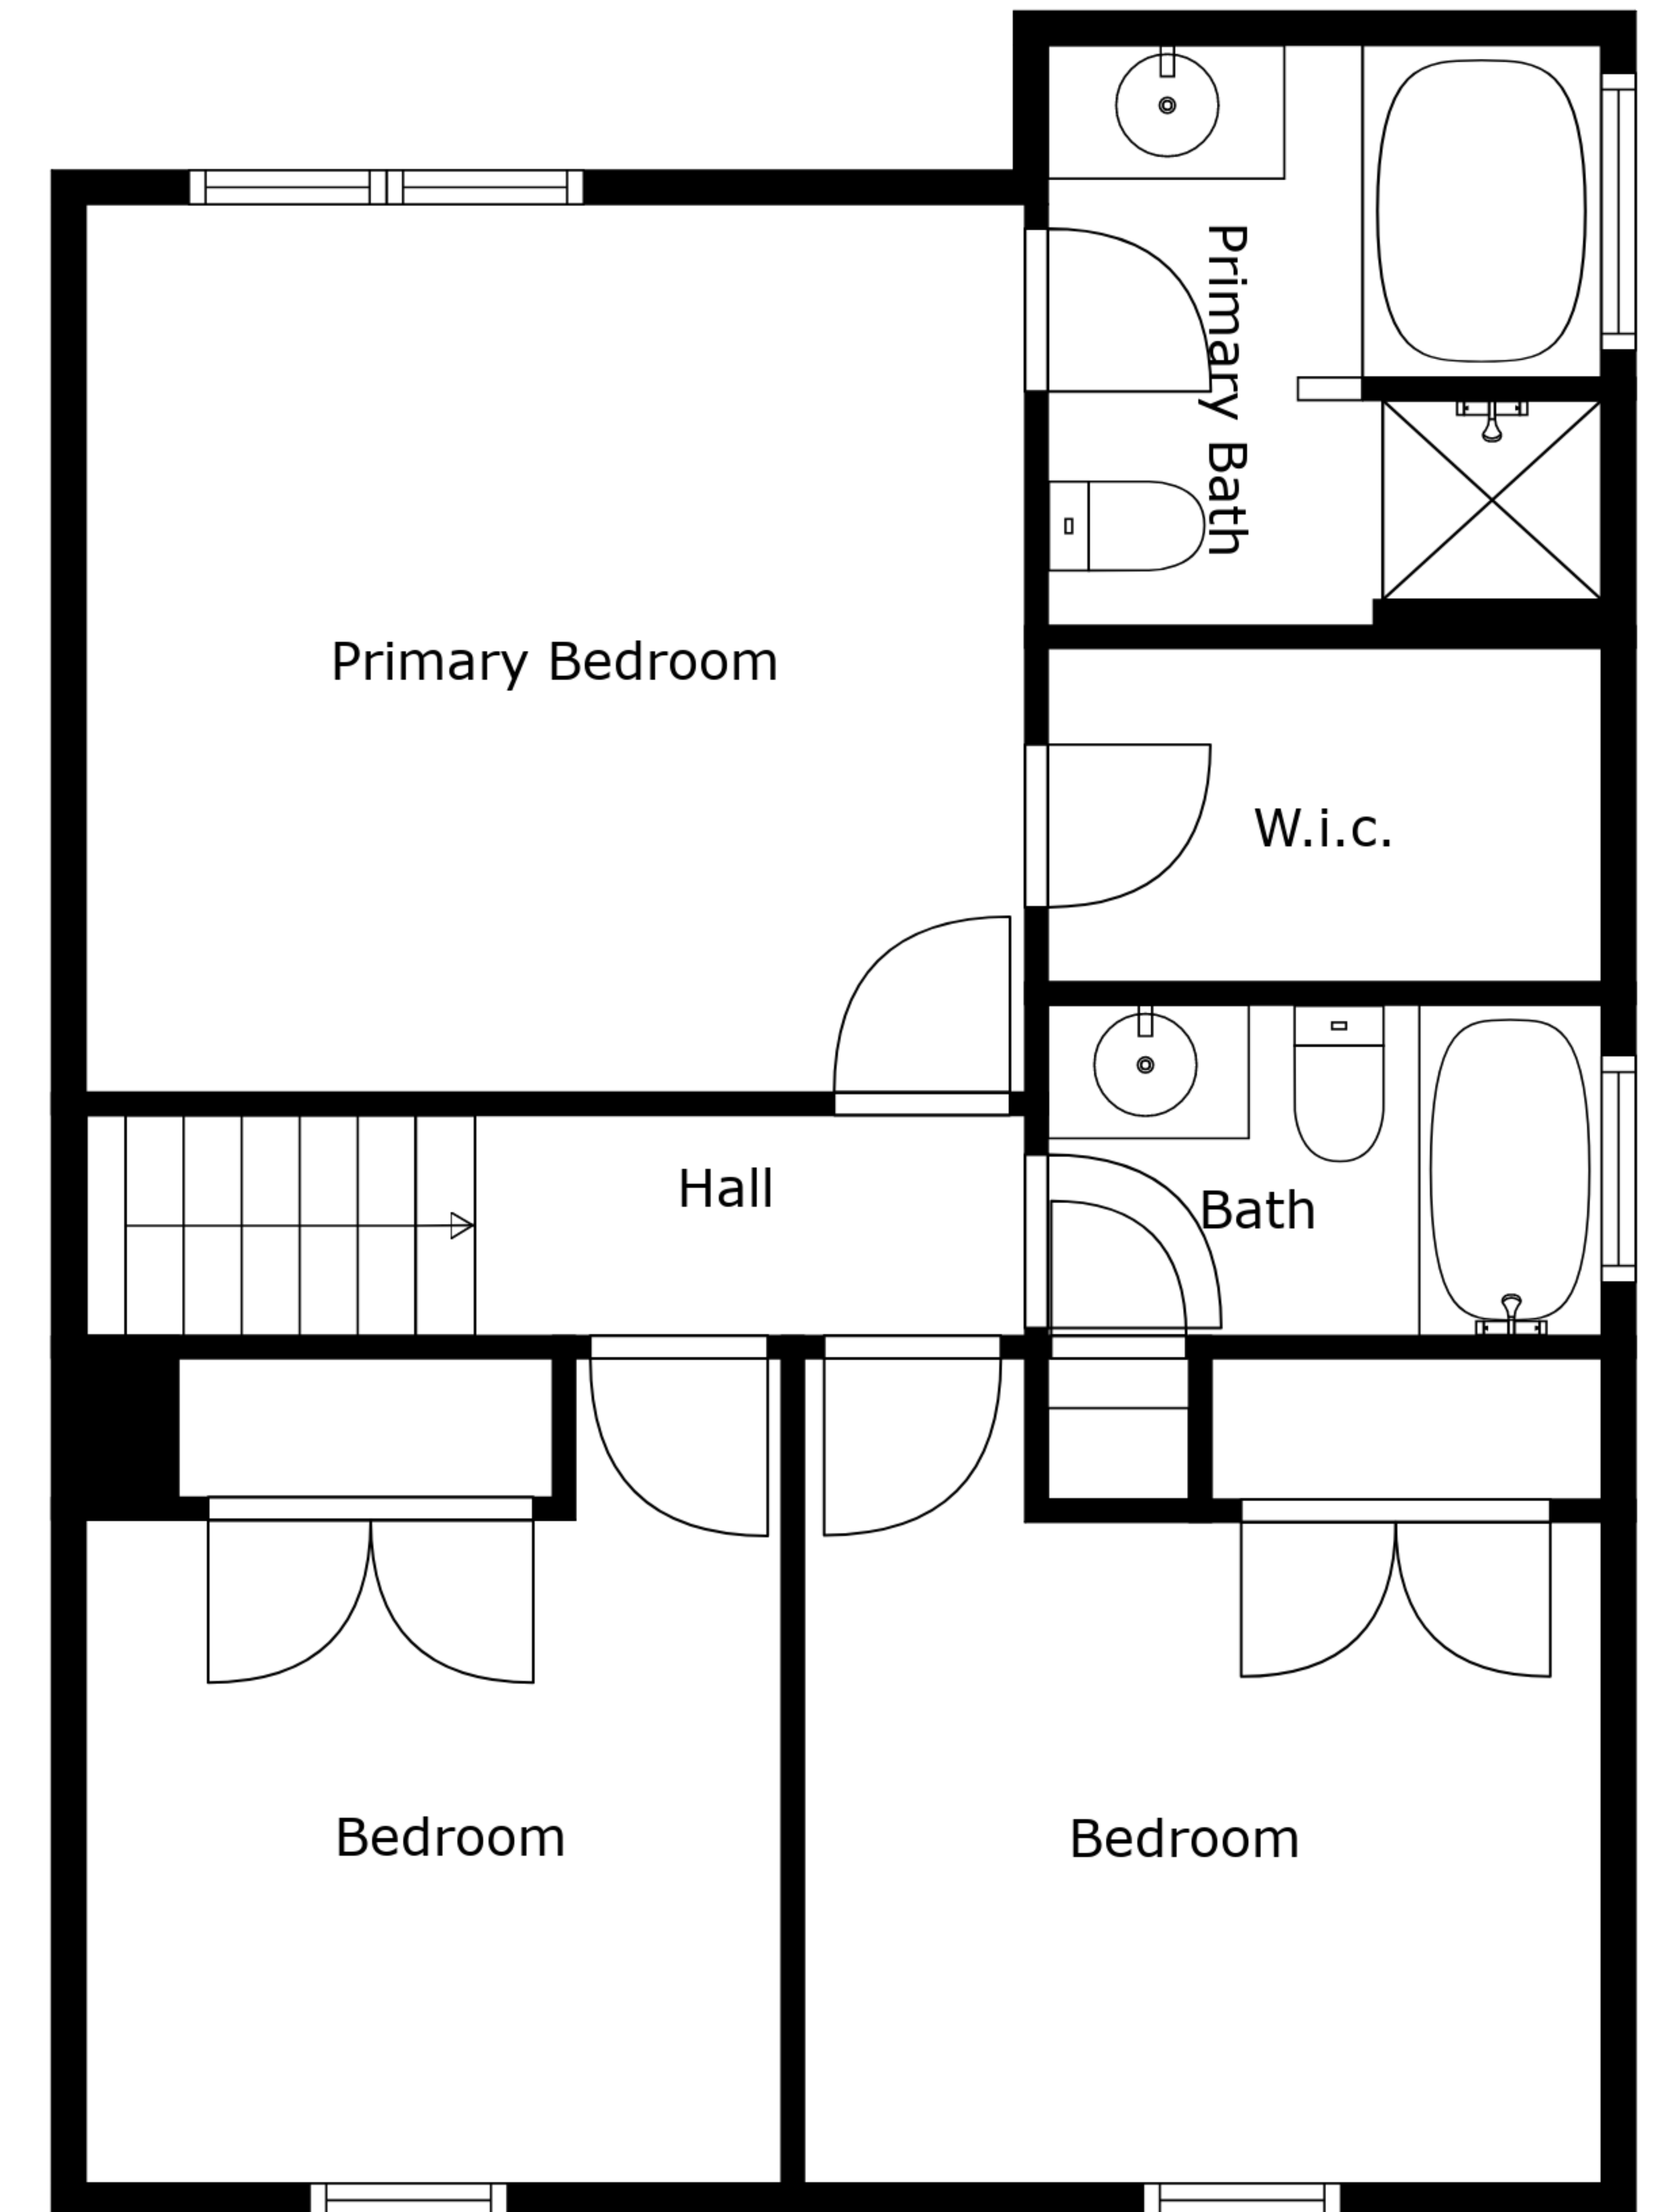 Primary Bath
Primary Bedroom
W.i.c.
Hall
Bath
Bedroom
Bedroom